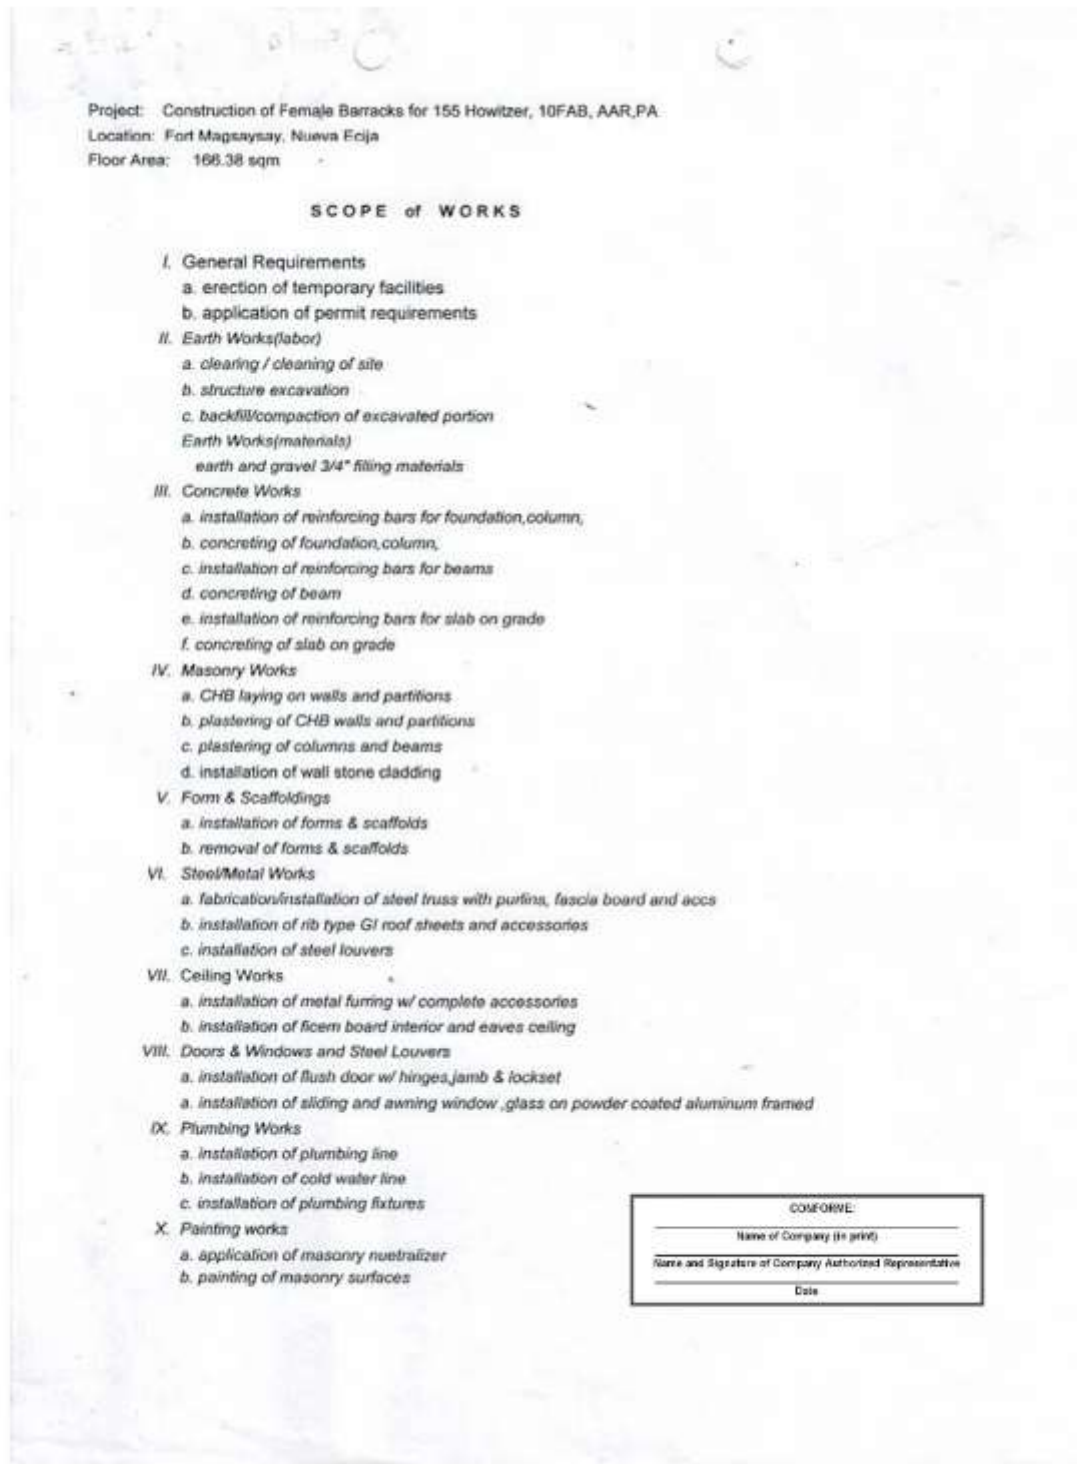 Project: Construction of Female Barracks for 155 Howitzer, 10FAB, AAR,PA
Location: Fort Magsaysay, Nueva Ecija
Floor Area: 166.38 sqm
SCOPE of WORKS
I. General Requirements
a. erection of temporary facilities
b. application of permit requirements
II. Earth Works(labor)
a. clearing / cleaning of site
b. structure excavation
c. backfill/compaction of excavated portion
Earth Works(materials)
earth and gravel 3/4" filling materials
III. Concrete Works
a. installation of reinforcing bars for foundation,column,
b. concreting of foundation,column,
c. installation of reinforcing bars for beams
d. concreting of beam
e. installation of reinforcing bars for slab on grade
f. concreting of slab on grade
IV. Masonry Works
a. CHB laying on walls and partitions
b. plastering of CHB walls and partitions
c. plastering of columns and beams
d. installation of wall stone cladding
V. Form & Scaffoldings
a. installation of forms & scaffolds
b. removal of forms & scaffolds
VI. Steel/Metal Works
a. fabrication/installation of steel truss with purlins, fascia board and accs
b. installation of rib type GI roof sheets and accessories
c. installation of steel louvers
VII. Ceiling Works
a. installation of metal furring w/ complete accessories
b. installation of ficem board interior and eaves ceiling
VIII. Doors & Windows and Steel Louvers
a. installation of flush door w/ hinges,jamb & lockset
a. installation of sliding and awning window ,glass on powder coated aluminum framed
IX. Plumbing Works
a. installation of plumbing line
b. installation of cold water line
c. installation of plumbing fixtures
X. Painting works
a. application of masonry nuetralizer
b. painting of masonry surfaces
CONFORME:
Name of Company (in print)
Name and Signature of Company Authorized Representative
Date